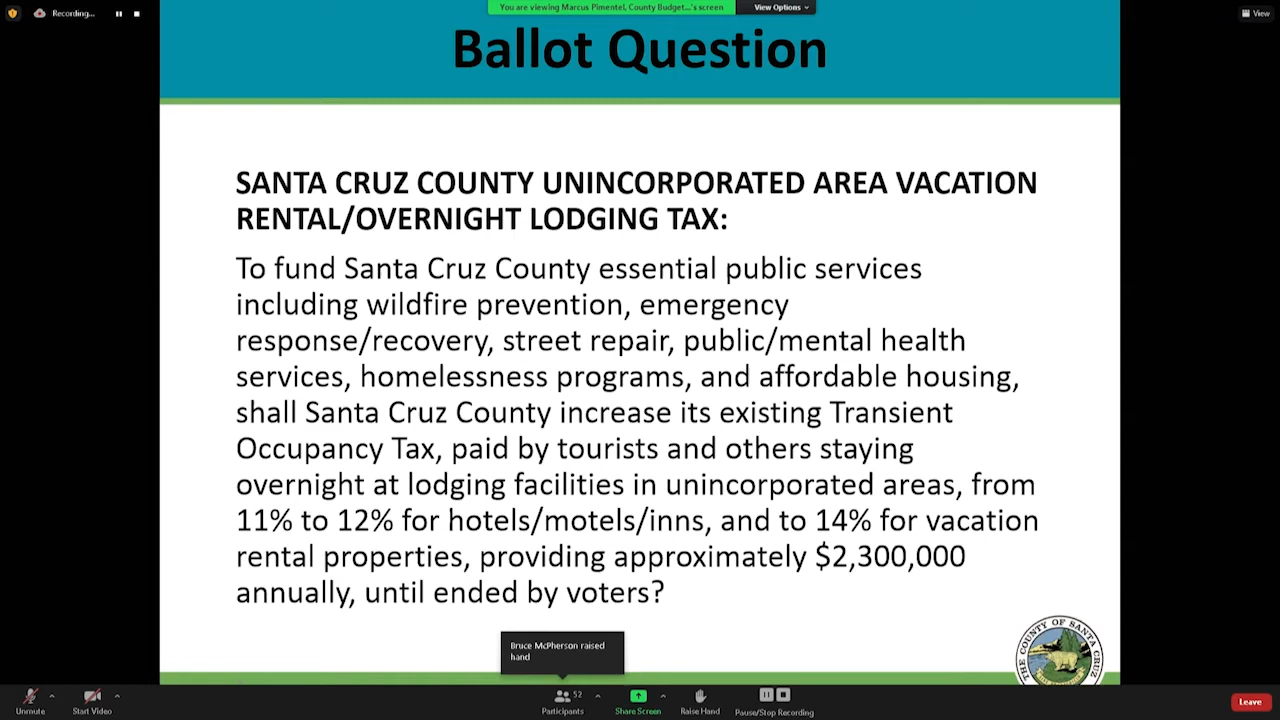 Recording...
You are viewing Marcus Pimentel, County Budget...'s screen
View Options
View
Ballot Question
SANTA CRUZ COUNTY UNINCORPORATED AREA VACATION
RENTAL/OVERNIGHT LODGING TAX:
To fund Santa Cruz County essential public services
including wildfire prevention, emergency
response/recovery, street repair, public/mental health
services, homelessness programs, and affordable housing,
shall Santa Cruz County increase its existing Transient
Occupancy Tax, paid by tourists and others staying
overnight at lodging facilities in unincorporated areas, from
11% to 12% for hotels/motels/inns, and to 14% for vacation
rental properties, providing approximately $2,300,000
annually, until ended by voters?
THE COUNTY OF SANTA CRUZ
Bruce McPherson raised
hand
Unmute
Start Video
52
Participants
Share Screen
Raise Hand
Pause/Stop Recording
Leave